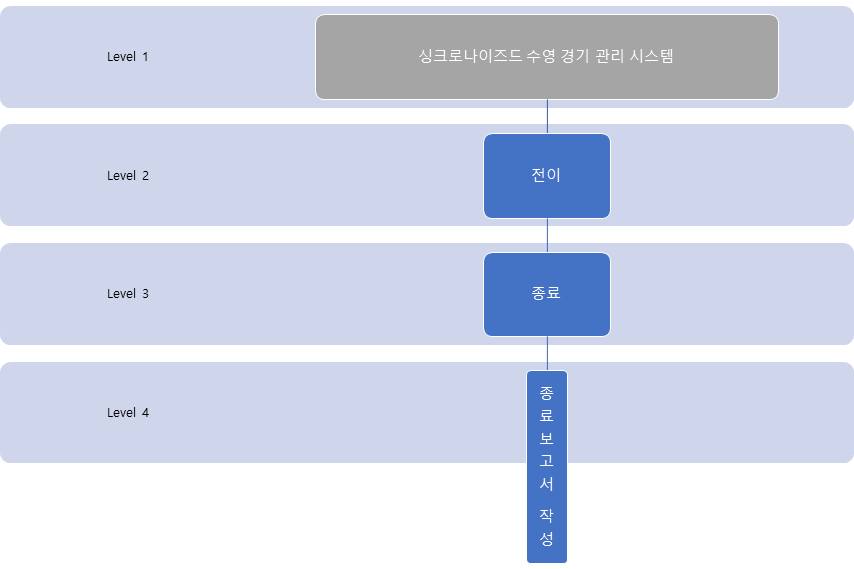 Level 1
싱크로나이즈드 수영 경기 관리 시스템
Level 2
전이
Level 3
종료
Level 4
종
료
보
고
서
작
성